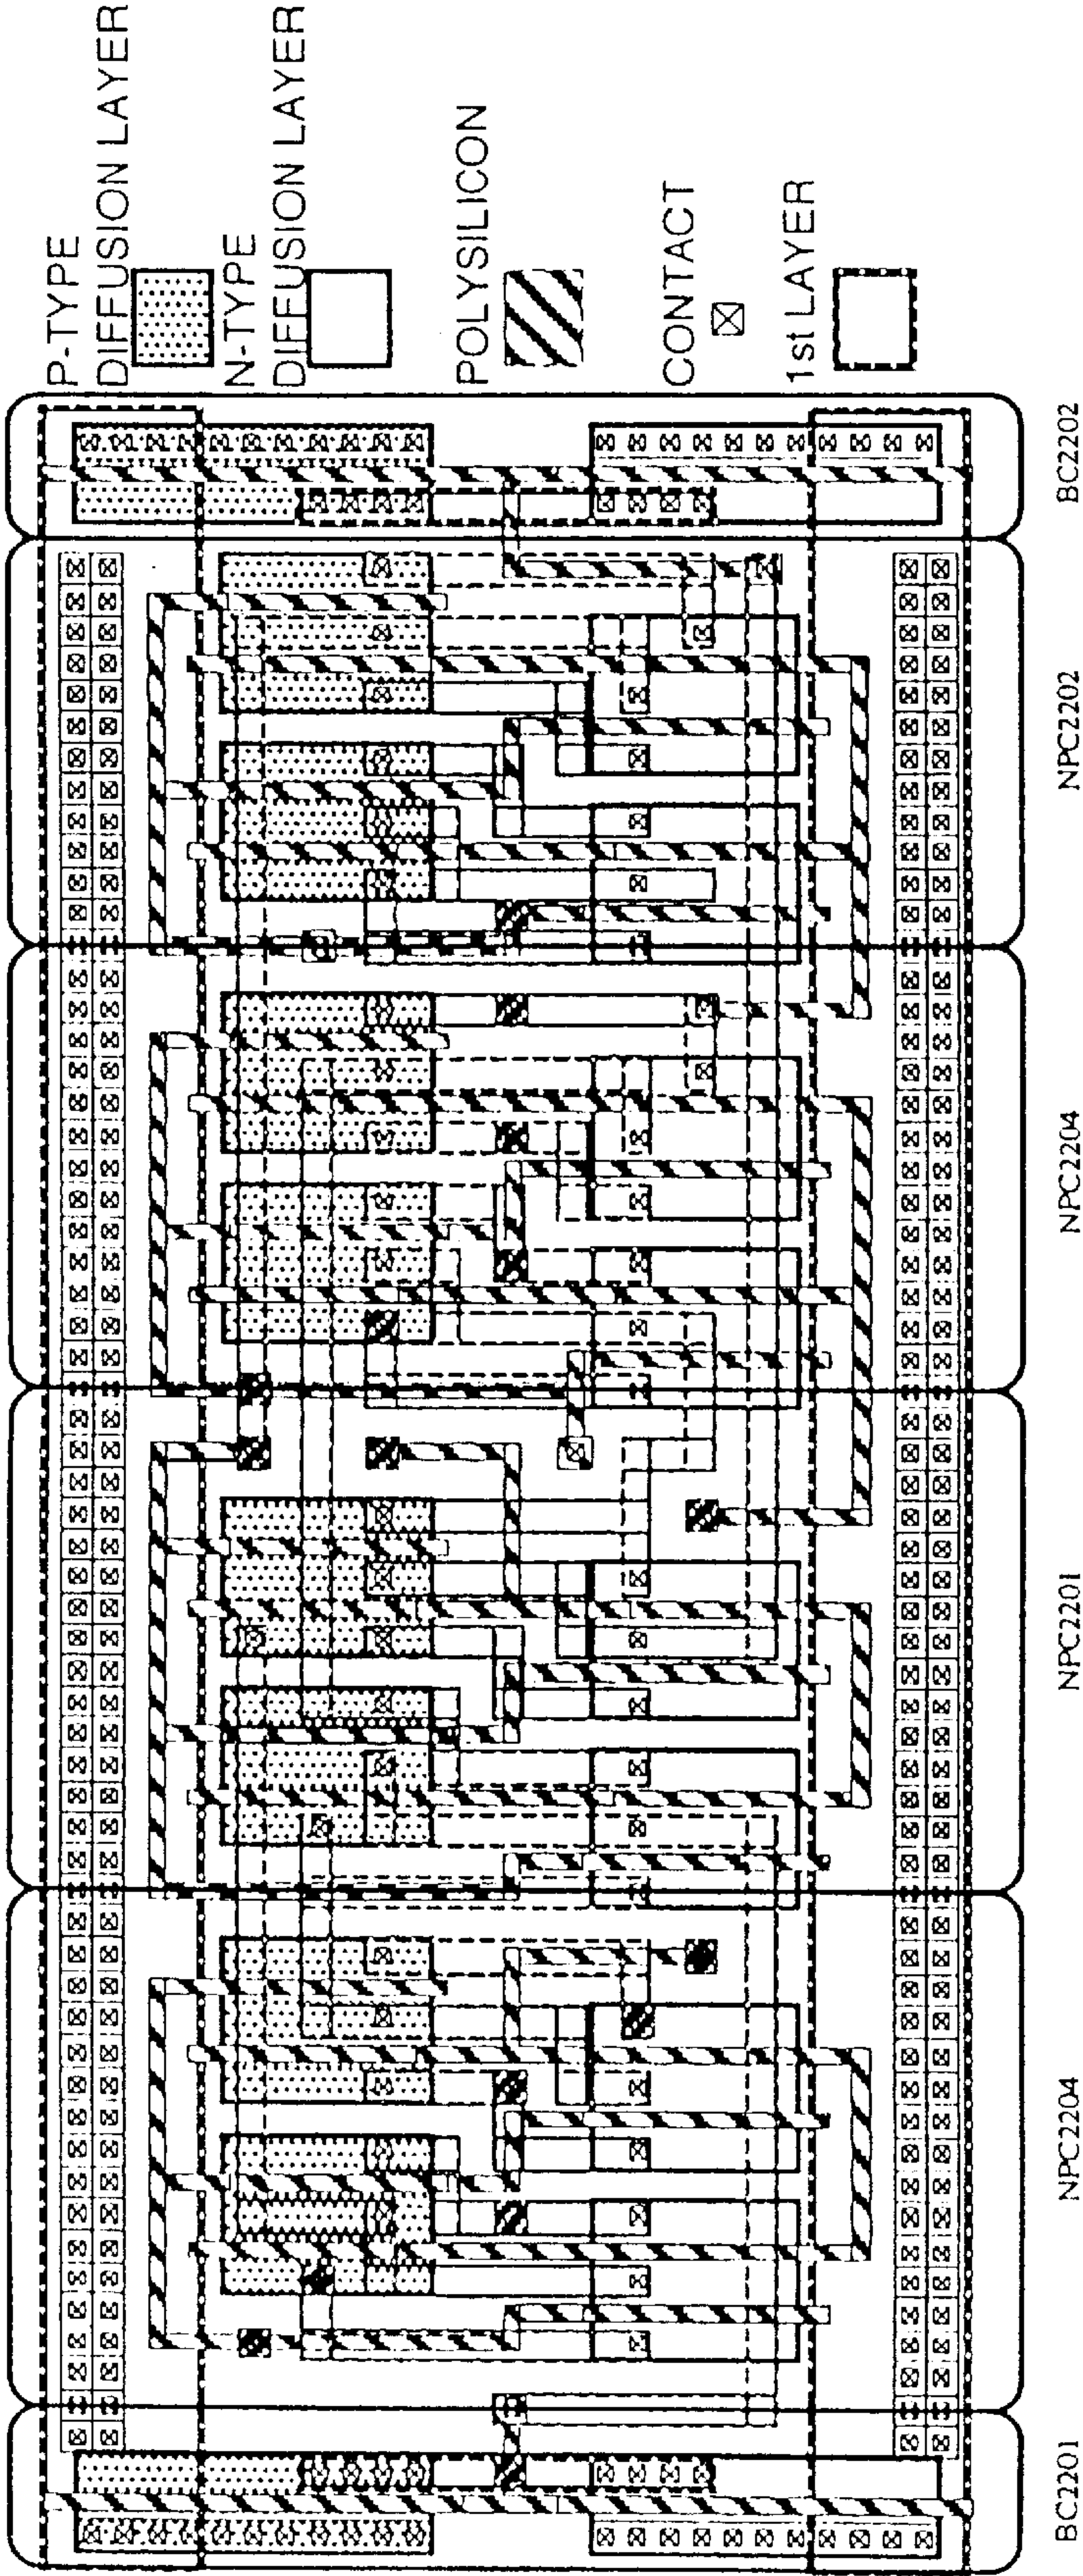 P-TYPE
DIFFUSION LAYER
N-TYPE
DIFFUSION LAYER
POLYSILICON
CONTACT
1st LAYER
BC2201
NPC2204
NPC2201
NPC2204
NPC2202
BC2202